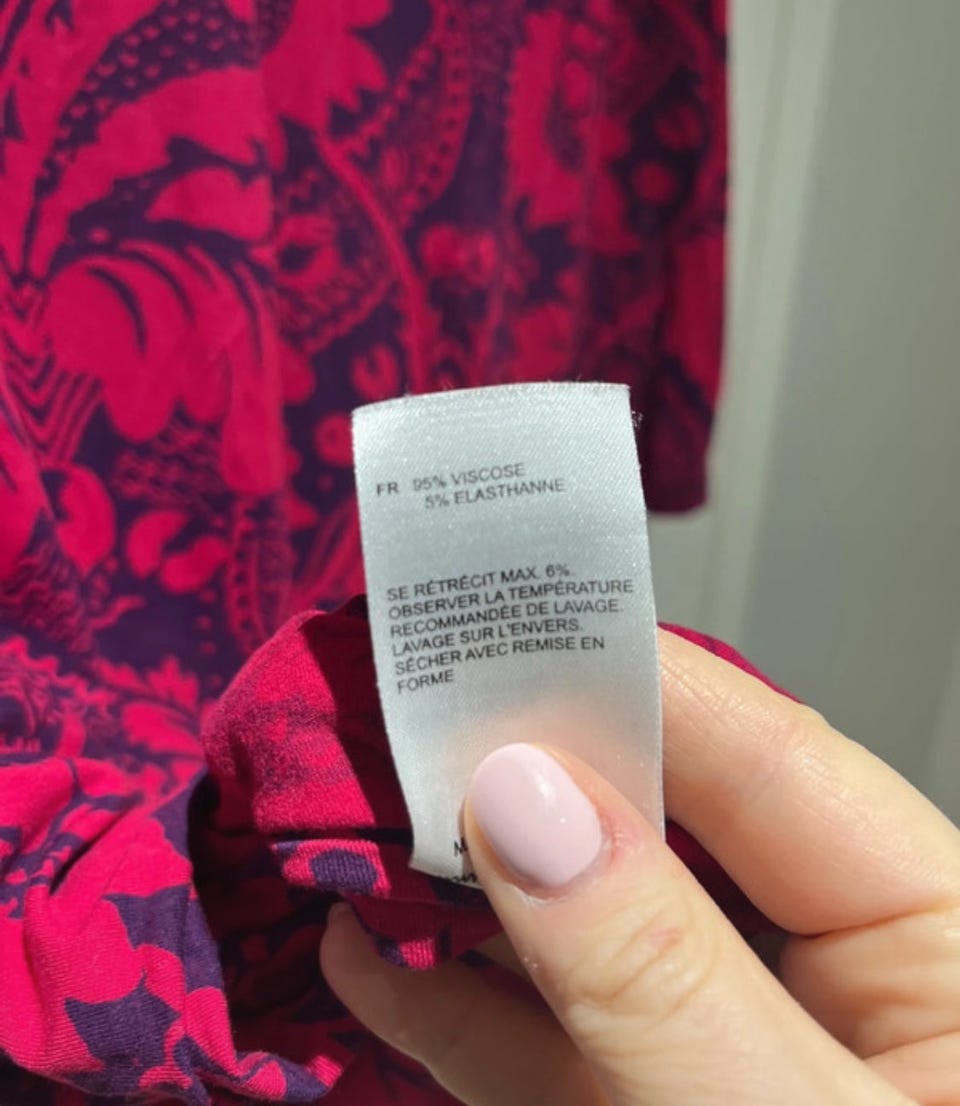 FR 95% VISCOSE
5% ELASTHANNE
SE RÉTRÉCIT MAX. 6%.
OBSERVER LA TEMPÉRATURE
RECOMMANDÉE DE LAVAGE.
LAVAGE SUR L'ENVERS.
SÉCHER AVEC REMISE EN
FORME